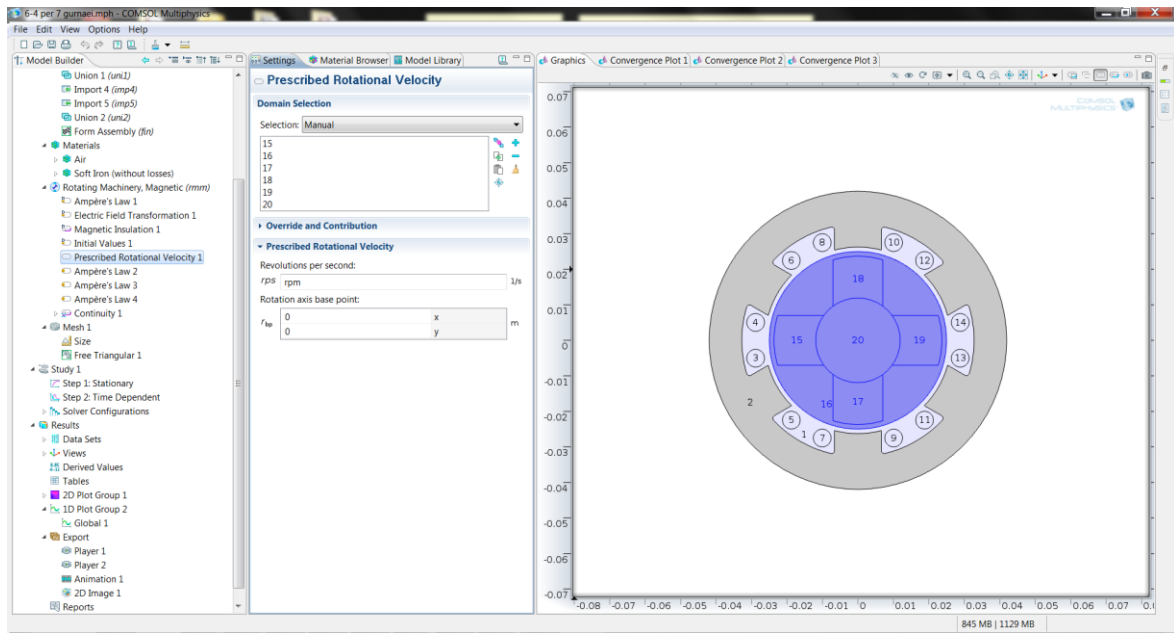 6-4 per 7 gumaei.mph - COMSOL Multiphysics
File Edit View Options Help
Model Builder
Union 1 (uni1)
Import 4 (imp4)
Import 5 (imp5)
Union 2 (uni2)
Form Assembly (fin)
Materials
Air
Soft Iron (without losses)
Rotating Machinery, Magnetic (rmm)
Ampère's Law 1
Electric Field Transformation 1
Magnetic Insulation 1
Initial Values 1
Prescribed Rotational Velocity 1
Ampère's Law 2
Ampère's Law 3
Ampère's Law 4
Continuity 1
Mesh 1
Size
Free Triangular 1
Study 1
Step 1: Stationary
Step 2: Time Dependent
Solver Configurations
Results
Data Sets
Views
Derived Values
Tables
2D Plot Group 1
1D Plot Group 2
Global 1
Export
Player 1
Player 2
Animation 1
2D Image 1
Reports
Settings Material Browser Model Library
Prescribed Rotational Velocity
Domain Selection
Selection: Manual
15
16
17
18
19
20
Override and Contribution
Prescribed Rotational Velocity
Revolutions per second:
rps rpm 1/s
Rotation axis base point:
r_bp 0 x m
0 y
Graphics Convergence Plot 1 Convergence Plot 2 Convergence Plot 3
COMSOL
MULTIPHYSICS
0.07
0.06
0.05
0.04
0.03
0.02
0.01
0
-0.01
-0.02
-0.03
-0.04
-0.05
-0.06
-0.07
8 10
6 12
18
4 14
15 20 19
3 13
2 16 17
5 11
1 7 9
-0.08 -0.07 -0.06 -0.05 -0.04 -0.03 -0.02 -0.01 0 0.01 0.02 0.03 0.04 0.05 0.06 0.07
845 MB | 1129 MB